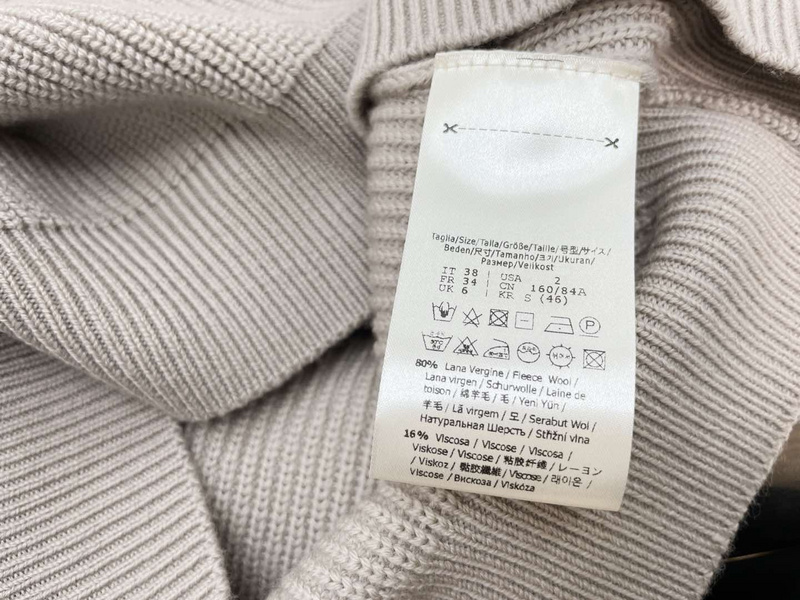 Taglia/Size/Talla/Größe/Taille/号型/サイズ/
Beden/尺寸/Tamanho/크기/Ukuran/
Размер/Velikost
IT 38 | USA 2
FR 34 | CN 160/84A
UK 6 | KR S (46)
P
80% Lana Vergine / Fleece Wool /
Lana virgen / Schurwolle / Laine de
toison / 绵羊毛 / 毛 / Yeni Yün /
羊毛 / Lã virgem / 모 / Serabut Wol /
Натуральная Шерсть / Střižní vlna
16% Viscosa / Viscose / Viscosa /
Viskose / Viscose / 粘胶纤维 / レーヨン
/ Viskoz / 黏胶纖維 / Viscose / 레이온 /
Viscose / Вискоза / Viskóza